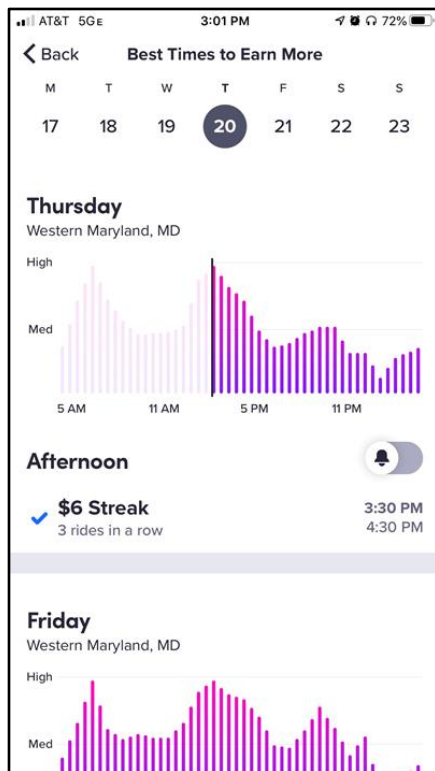 AT&T 5GE 3:01 PM 72%
Back Best Times to Earn More
M T W T F S S
17 18 19 20 21 22 23
Thursday
Western Maryland, MD
High
Med
5 AM 11 AM 5 PM 11 PM
Afternoon
$6 Streak 3:30 PM
3 rides in a row 4:30 PM
Friday
Western Maryland, MD
High
Med